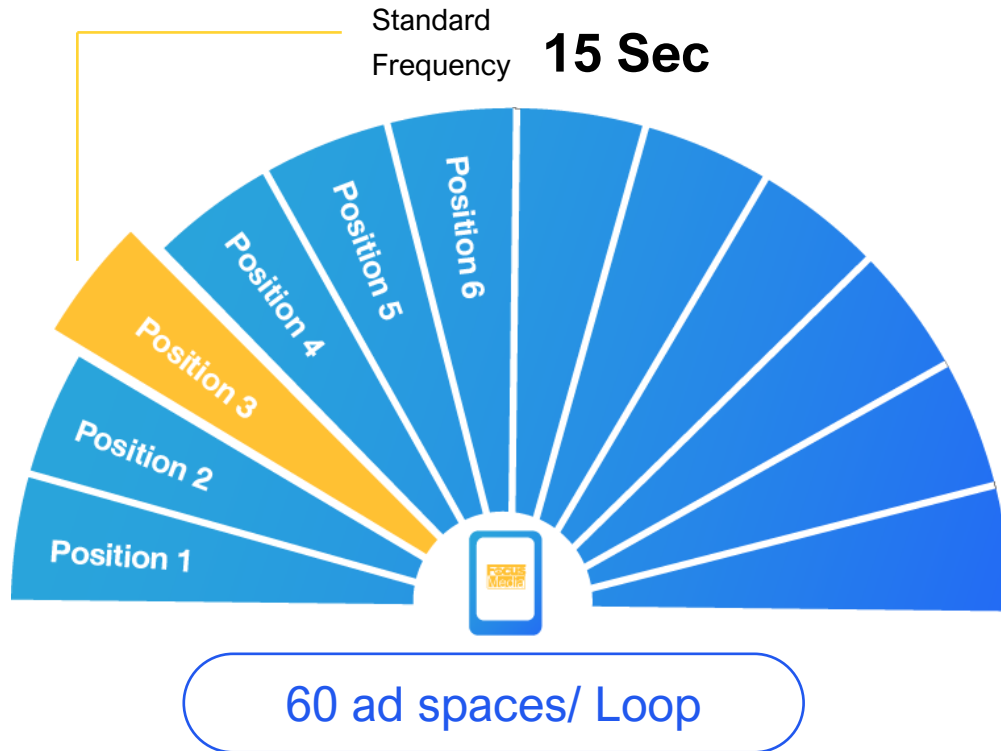 Standard
Frequency 15 Sec
Position 1
Position 2
Position 3
Position 4
Position 5
Position 6
FOCUS
60 ad spaces/ Loop